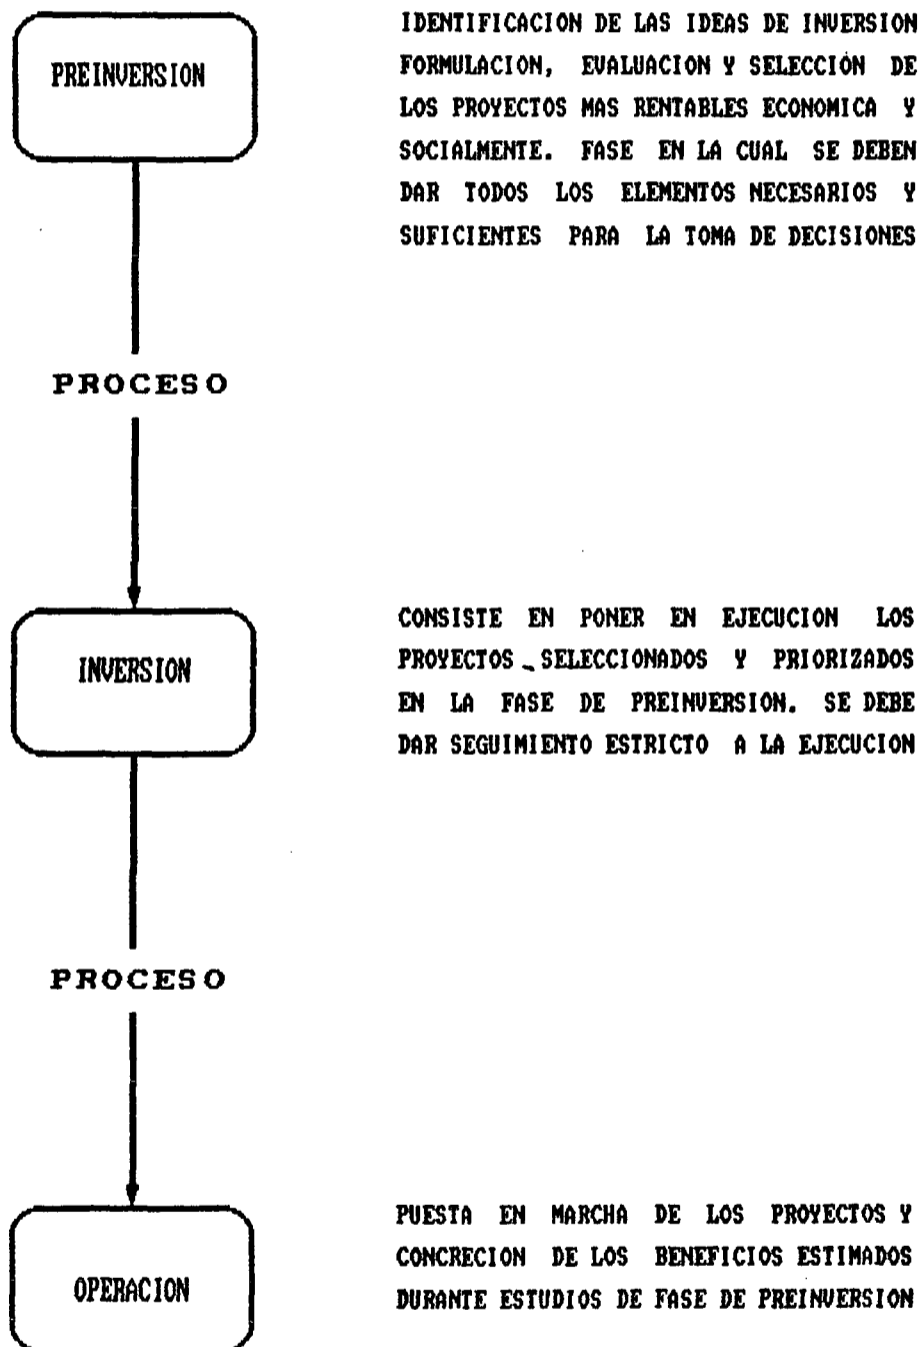 PREINVERSION
IDENTIFICACION DE LAS IDEAS DE INVERSION
FORMULACION, EVALUACION Y SELECCIÓN DE
LOS PROYECTOS MAS RENTABLES ECONOMICA Y
SOCIALMENTE. FASE EN LA CUAL SE DEBEN
DAR TODOS LOS ELEMENTOS NECESARIOS Y
SUFICIENTES PARA LA TOMA DE DECISIONES
PROCESO
INVERSION
CONSISTE EN PONER EN EJECUCION LOS
PROYECTOS SELECCIONADOS Y PRIORIZADOS
EN LA FASE DE PREINVERSION. SE DEBE
DAR SEGUIMIENTO ESTRICTO A LA EJECUCION
PROCESO
OPERACION
PUESTA EN MARCHA DE LOS PROYECTOS Y
CONCRECION DE LOS BENEFICIOS ESTIMADOS
DURANTE ESTUDIOS DE FASE DE PREINVERSION